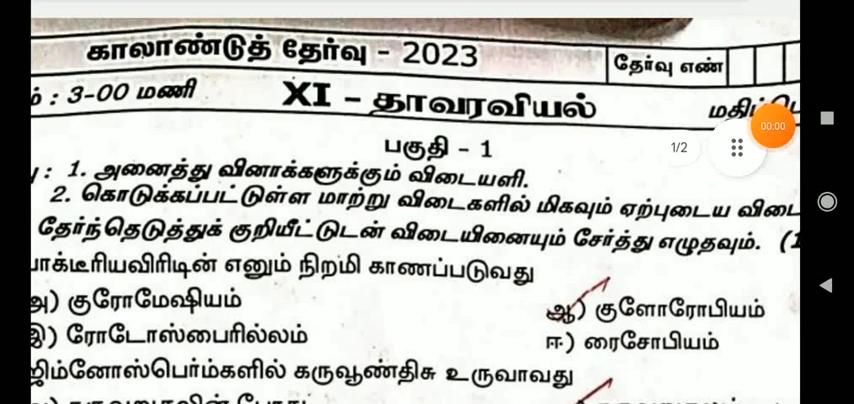 காலாண்டுத் தேர்வு - 2023
தேர்வு எண்
: 3-00 மணி
XI - தாவரவியல்
00:00
பகுதி - 1
1/2
: 1. அனைத்து வினாக்களுக்கும் விடையளி.
2. கொடுக்கப்பட்டுள்ள மாற்று விடைகளில் மிகவும் ஏற்புடைய விடை
தேர்ந்தெடுத்துக் குறியீட்டுடன் விடையினையும் சேர்த்து எழுதவும். (1
பாக்டீரியவிரிடின் எனும் நிறமி காணப்படுவது
அ) குரோமேஷியம்
ஆ) குளோரோபியம்
இ) ரோடோஸ்பைரில்லம்
ஈ) ரைசோபியம்
ஜிம்னோஸ்பெர்ம்களில் கருவூண்திசு உருவாவது